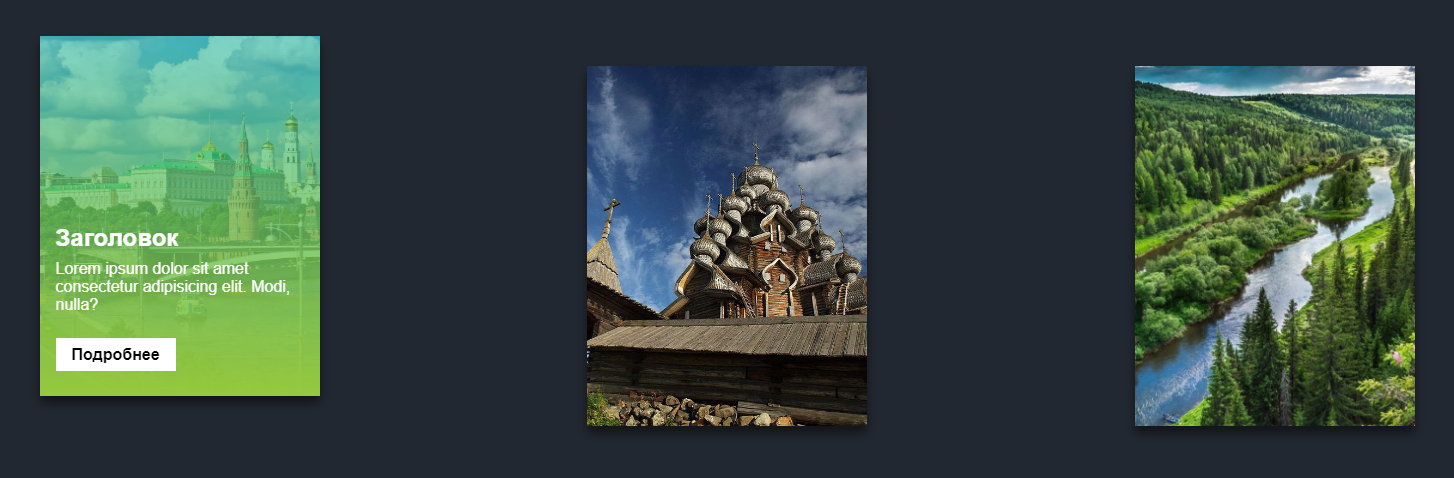 Заголовок
Lorem ipsum dolor sit amet
consectetur adipisicing elit. Modi,
nulla?
Подробнее